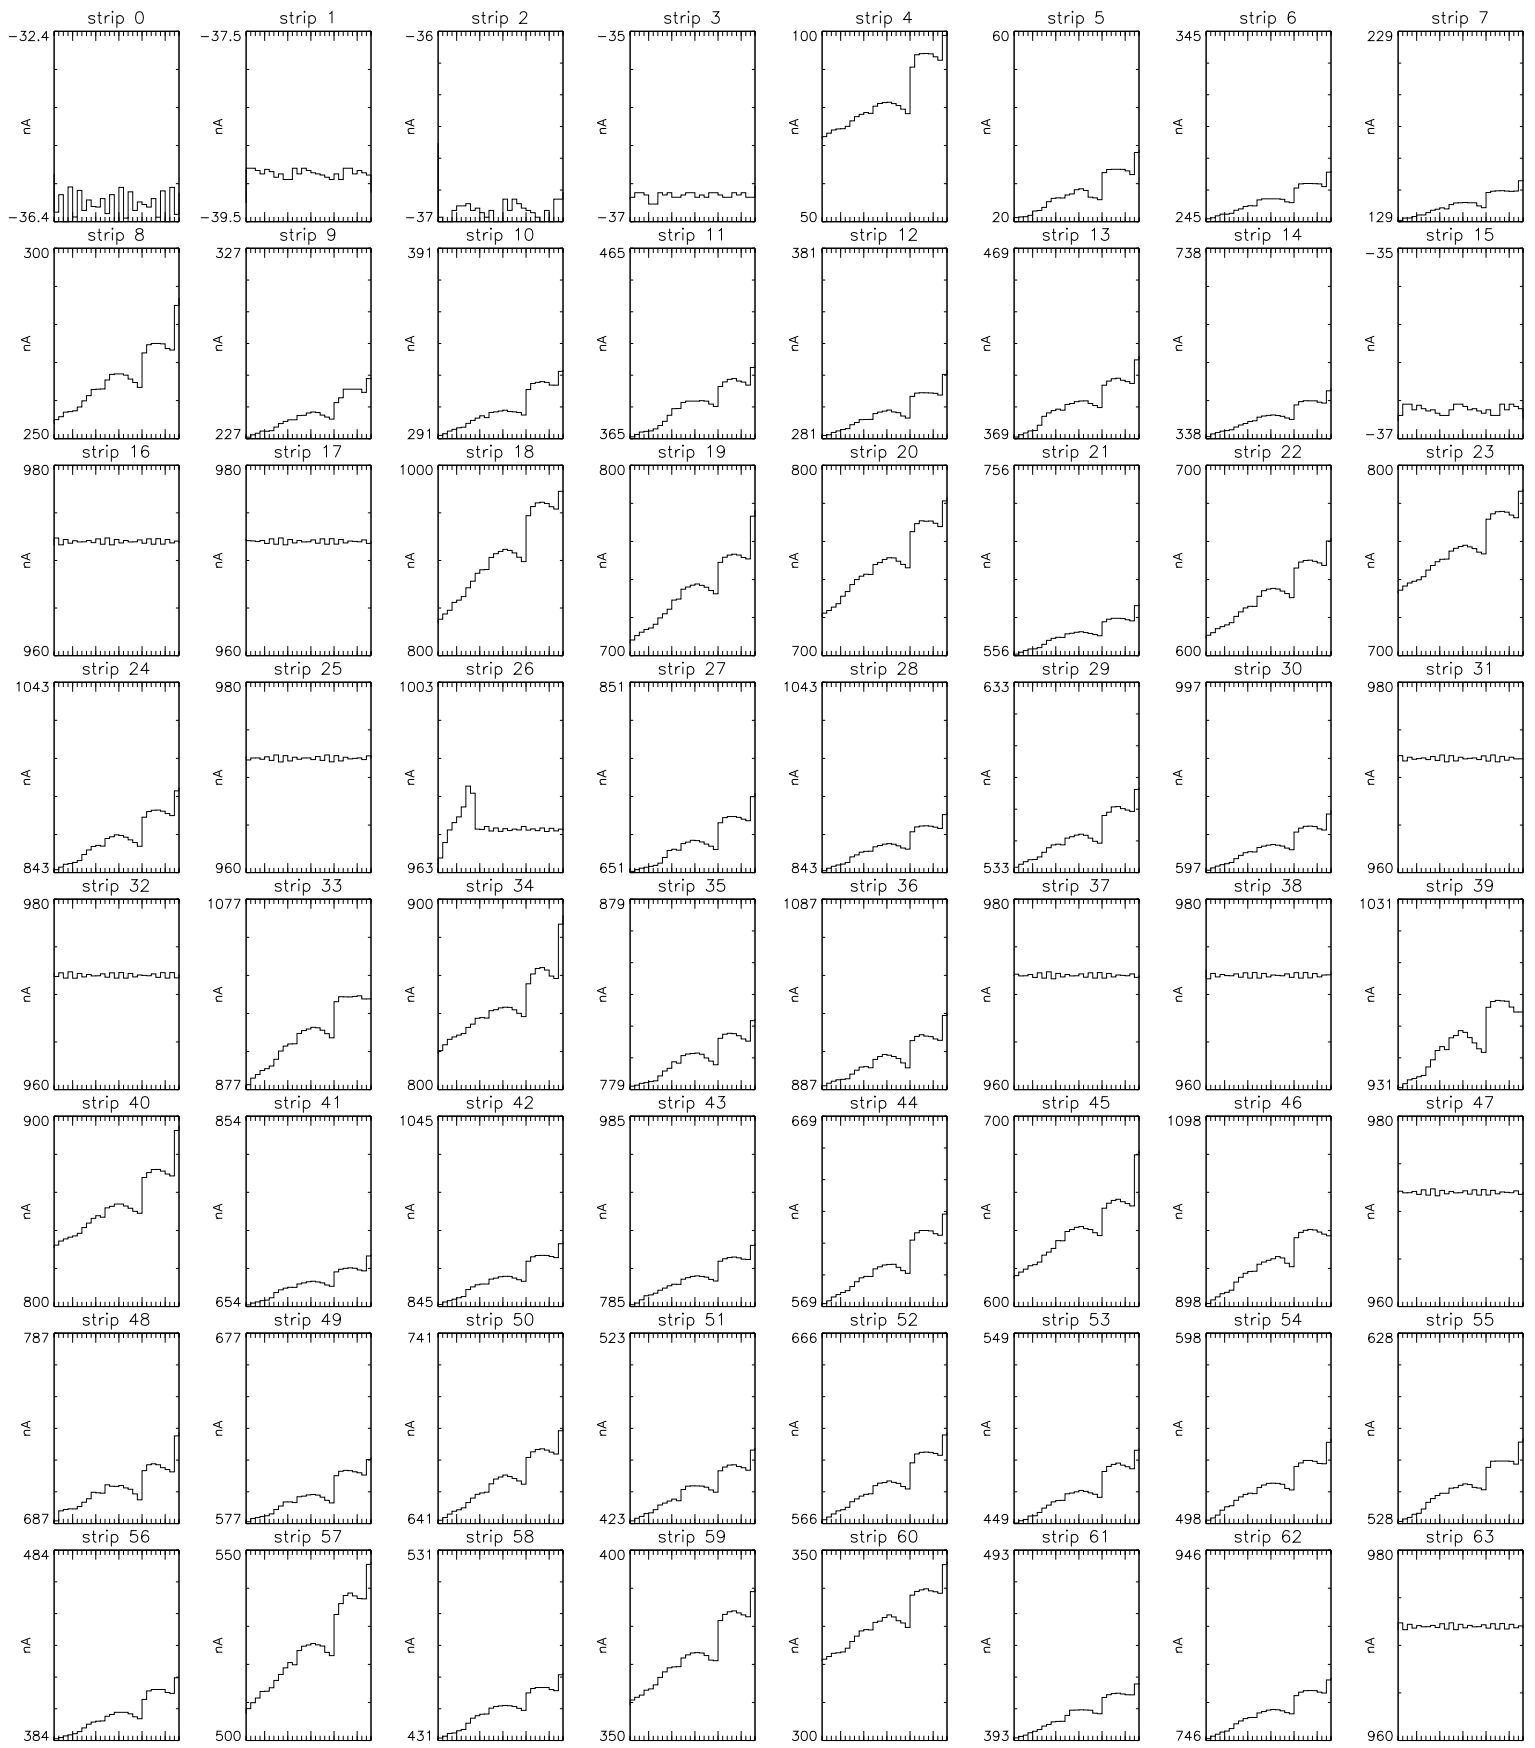 strip 0 strip 1 strip 2 strip 3 strip 4 strip 5 strip 6 strip 7
−32.4 −37.5 −36 −35 100 60 345 229
nA nA nA nA nA nA nA nA
−36.4 −39.5 −37 −37 50 20 245 129
strip 8 strip 9 strip 10 strip 11 strip 12 strip 13 strip 14 strip 15
300 327 391 465 381 469 738 −35
nA nA nA nA nA nA nA nA
250 227 291 365 281 369 338 −37
strip 16 strip 17 strip 18 strip 19 strip 20 strip 21 strip 22 strip 23
980 980 1000 800 800 756 700 800
nA nA nA nA nA nA nA nA
960 960 800 700 700 556 600 700
strip 24 strip 25 strip 26 strip 27 strip 28 strip 29 strip 30 strip 31
1043 980 1003 851 1043 633 997 980
nA nA nA nA nA nA nA nA
843 960 963 651 843 533 597 960
strip 32 strip 33 strip 34 strip 35 strip 36 strip 37 strip 38 strip 39
980 1077 900 879 1087 980 980 1031
nA nA nA nA nA nA nA nA
960 877 800 779 887 960 960 931
strip 40 strip 41 strip 42 strip 43 strip 44 strip 45 strip 46 strip 47
900 854 1045 985 669 700 1098 980
nA nA nA nA nA nA nA nA
800 654 845 785 569 600 898 960
strip 48 strip 49 strip 50 strip 51 strip 52 strip 53 strip 54 strip 55
787 677 741 523 666 549 598 628
nA nA nA nA nA nA nA nA
687 577 641 423 566 449 498 528
strip 56 strip 57 strip 58 strip 59 strip 60 strip 61 strip 62 strip 63
484 550 531 400 350 493 946 980
nA nA nA nA nA nA nA nA
384 500 431 350 300 393 746 960